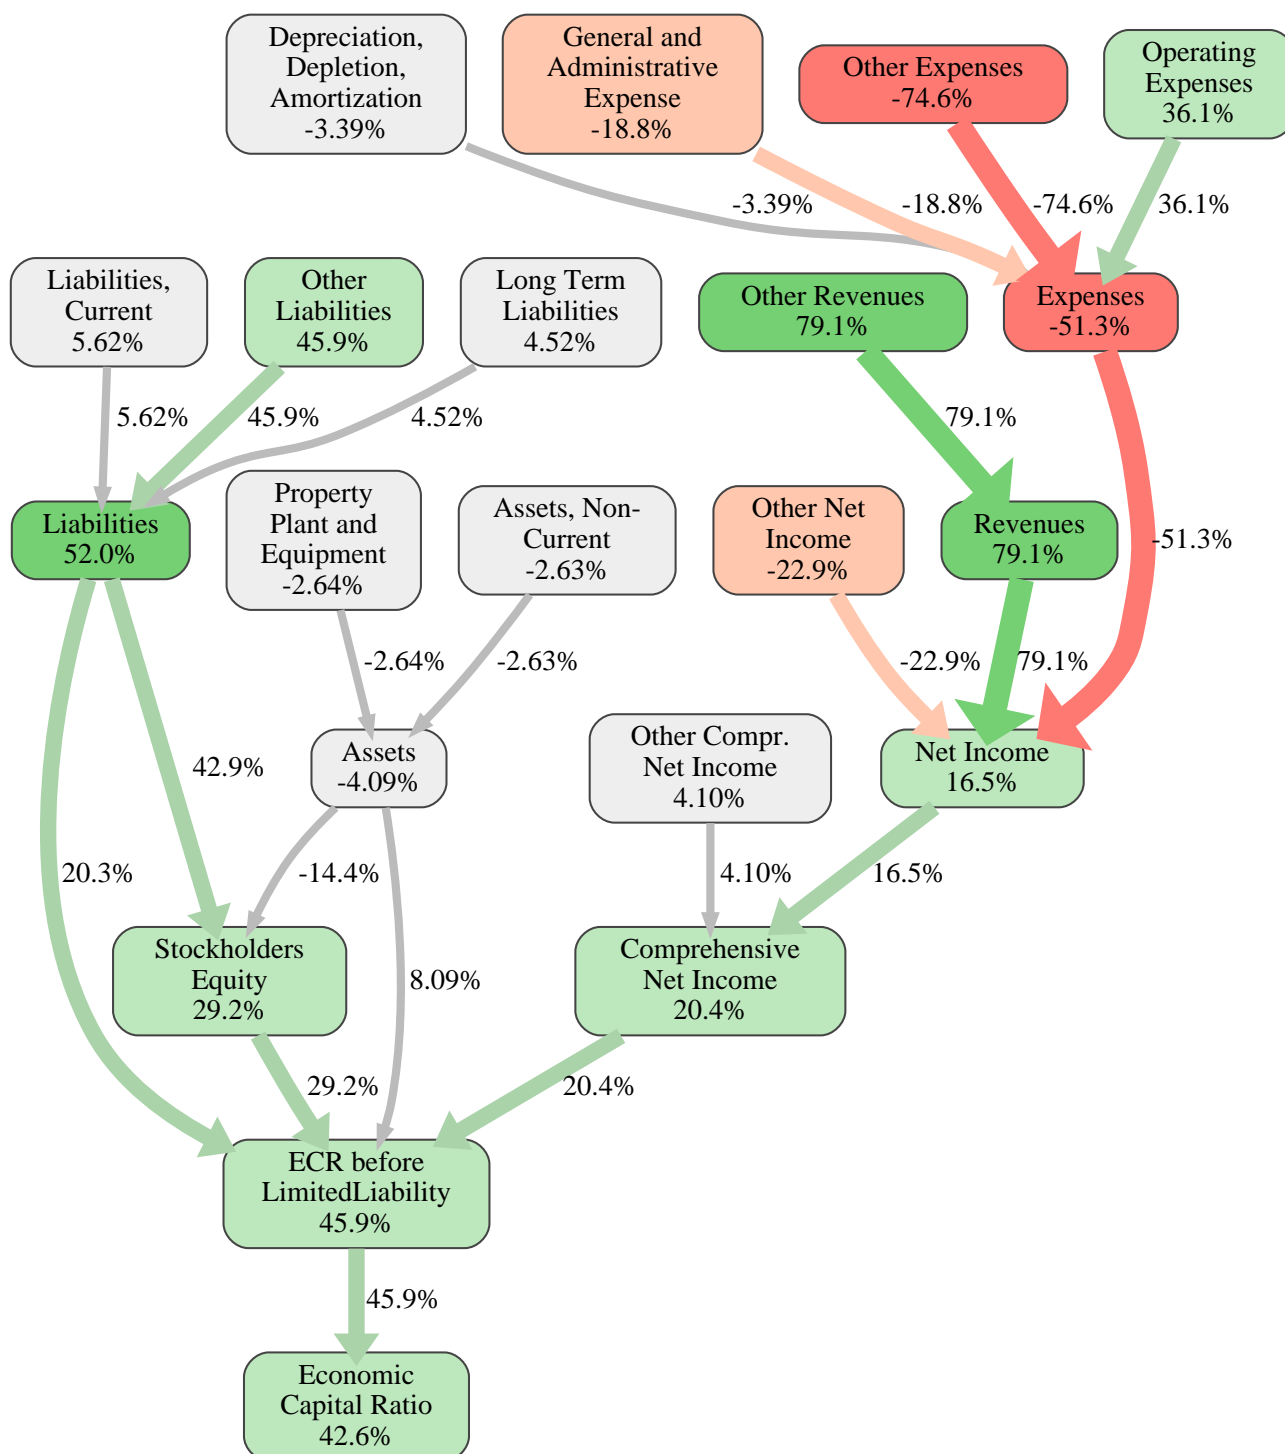 Depreciation,
Depletion,
Amortization
-3.39%
General and
Administrative
Expense
-18.8%
Other Expenses
-74.6%
Operating
Expenses
36.1%
-3.39%
-18.8%
-74.6%
36.1%
Liabilities,
Current
5.62%
Other
Liabilities
45.9%
Long Term
Liabilities
4.52%
Other Revenues
79.1%
Expenses
-51.3%
5.62%
45.9%
4.52%
79.1%
Liabilities
52.0%
Property
Plant and
Equipment
-2.64%
Assets, Non-
Current
-2.63%
Other Net
Income
-22.9%
Revenues
79.1%
-51.3%
-2.64%
-2.63%
-22.9%
79.1%
42.9%
Assets
-4.09%
Other Compr.
Net Income
4.10%
Net Income
16.5%
20.3%
-14.4%
4.10%
16.5%
Stockholders
Equity
29.2%
8.09%
Comprehensive
Net Income
20.4%
29.2%
20.4%
ECR before
LimitedLiability
45.9%
45.9%
Economic
Capital Ratio
42.6%